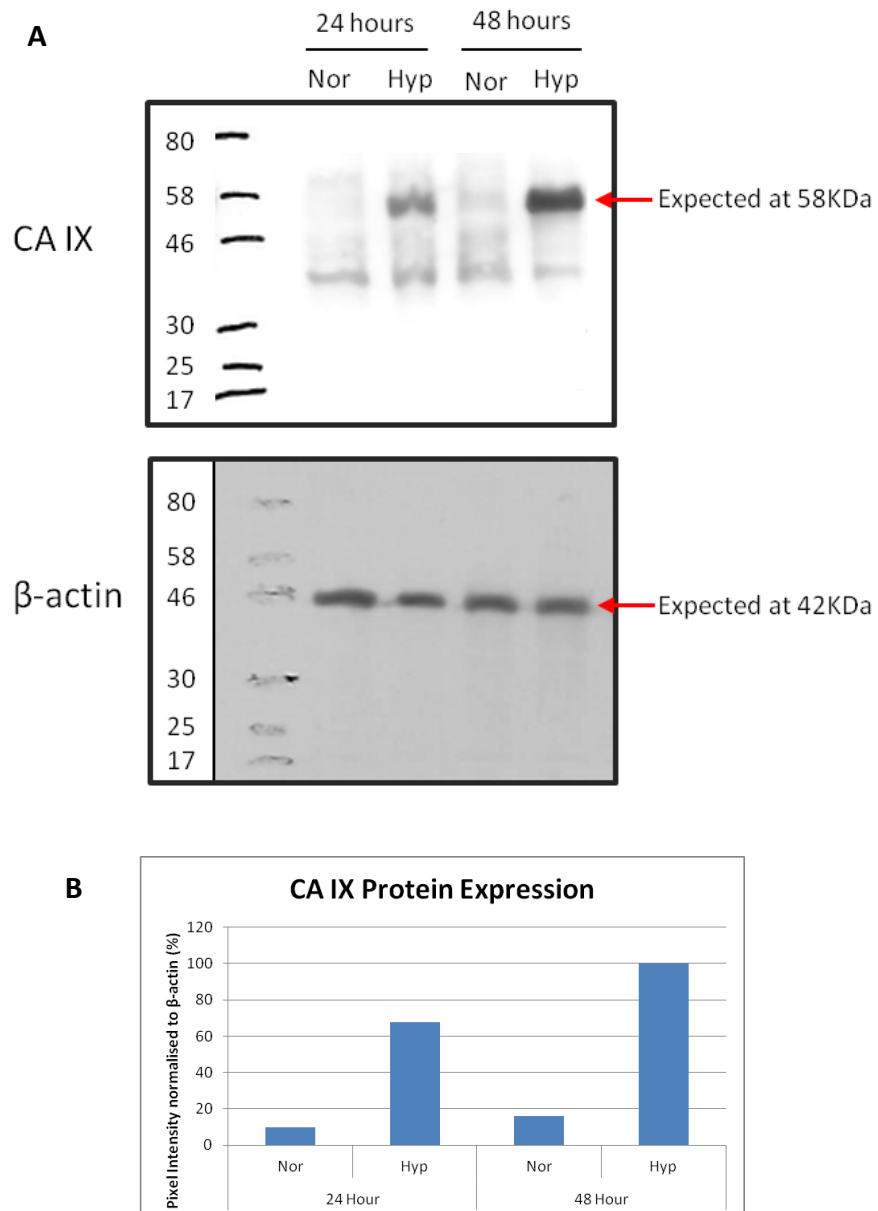 A
24 hours 48 hours
Nor Hyp Nor Hyp
CA IX
80
58
46
30
25
17
Expected at 58KDa
β-actin
80
58
46
30
25
17
Expected at 42KDa
B
CA IX Protein Expression
Pixel Intensity normalised to β-actin (%)
120
100
80
60
40
20
0
Nor Hyp Nor Hyp
24 Hour 48 Hour